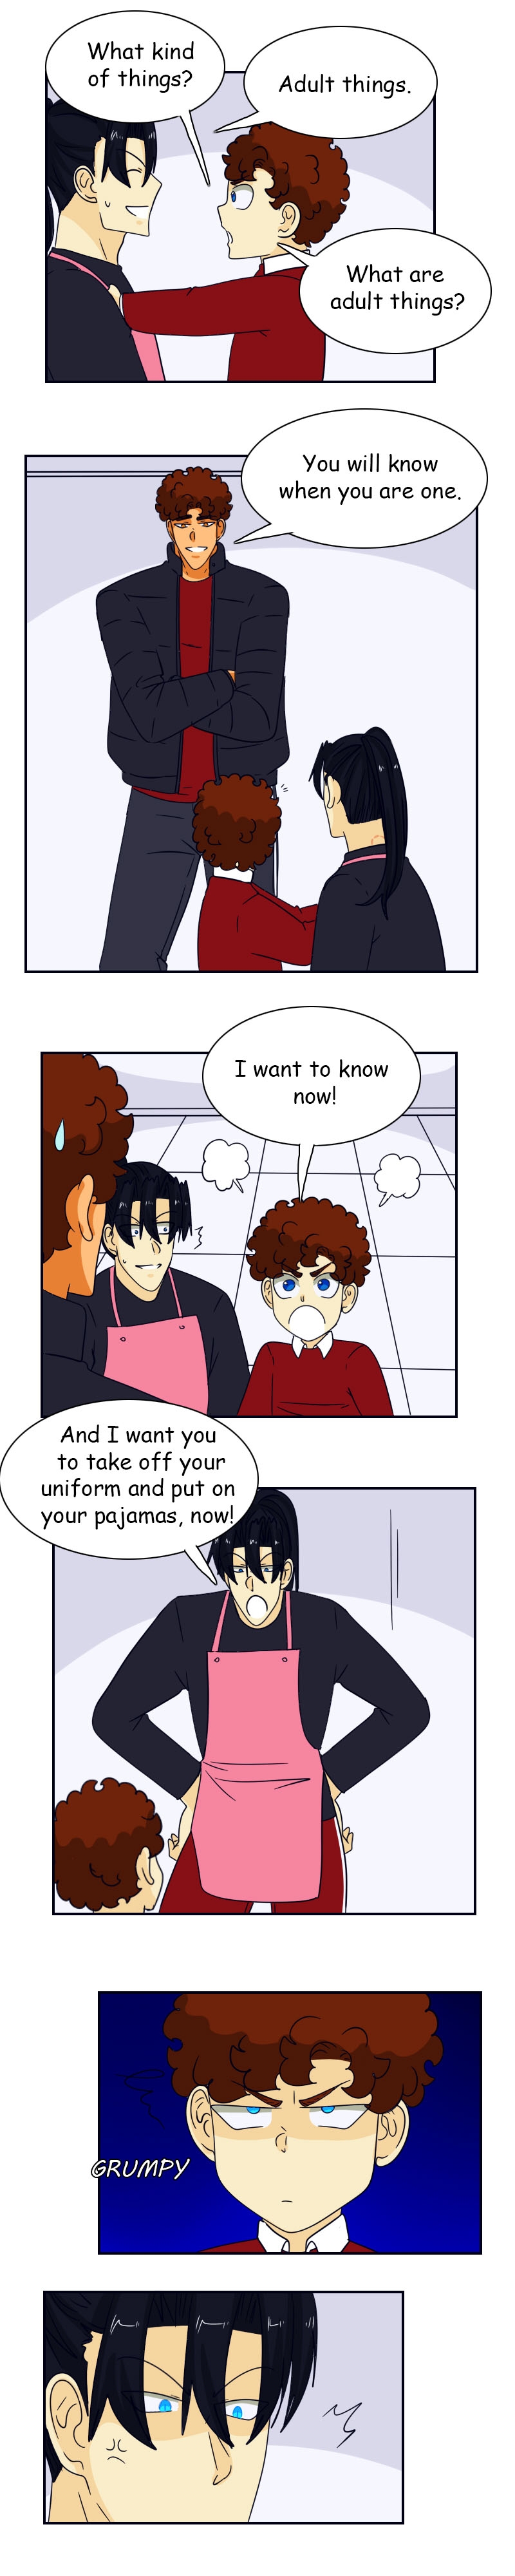 What kind
of things?
Adult things.
What are
adult things?
You will know
when you are one.
I want to know
now!
And I want you
to take off your
uniform and put on
your pajamas, now!
GRUMPY